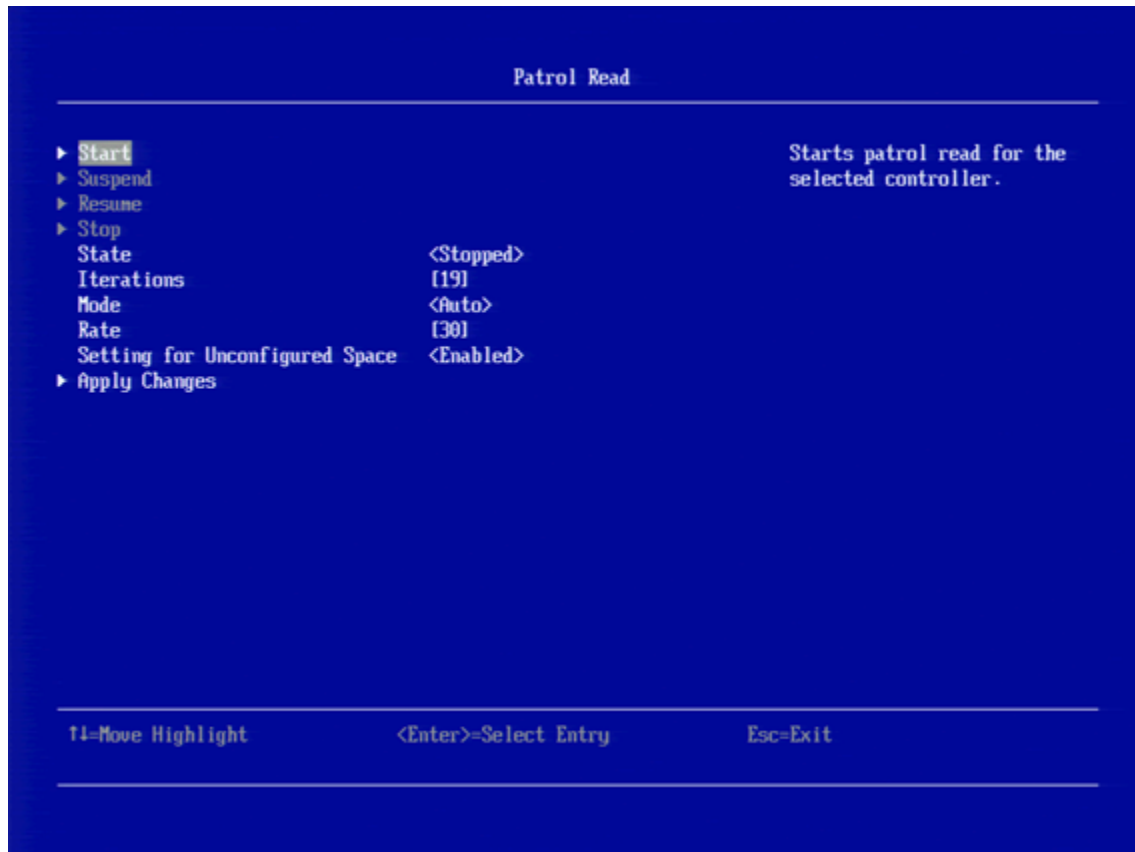 Patrol Read
▶ Start
▶ Suspend
▶ Resume
▶ Stop
State <Stopped>
Iterations [19]
Mode <Auto>
Rate [30]
Setting for Unconfigured Space <Enabled>
▶ Apply Changes
Starts patrol read for the
selected controller.
↑↓=Move Highlight <Enter>=Select Entry Esc=Exit